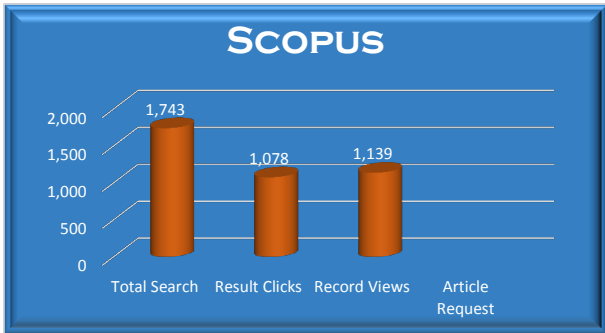 SCOPUS
2,000
1,500
1,000
500
0
1,743
1,078
1,139
Total Search
Result Clicks
Record Views
Article
Request